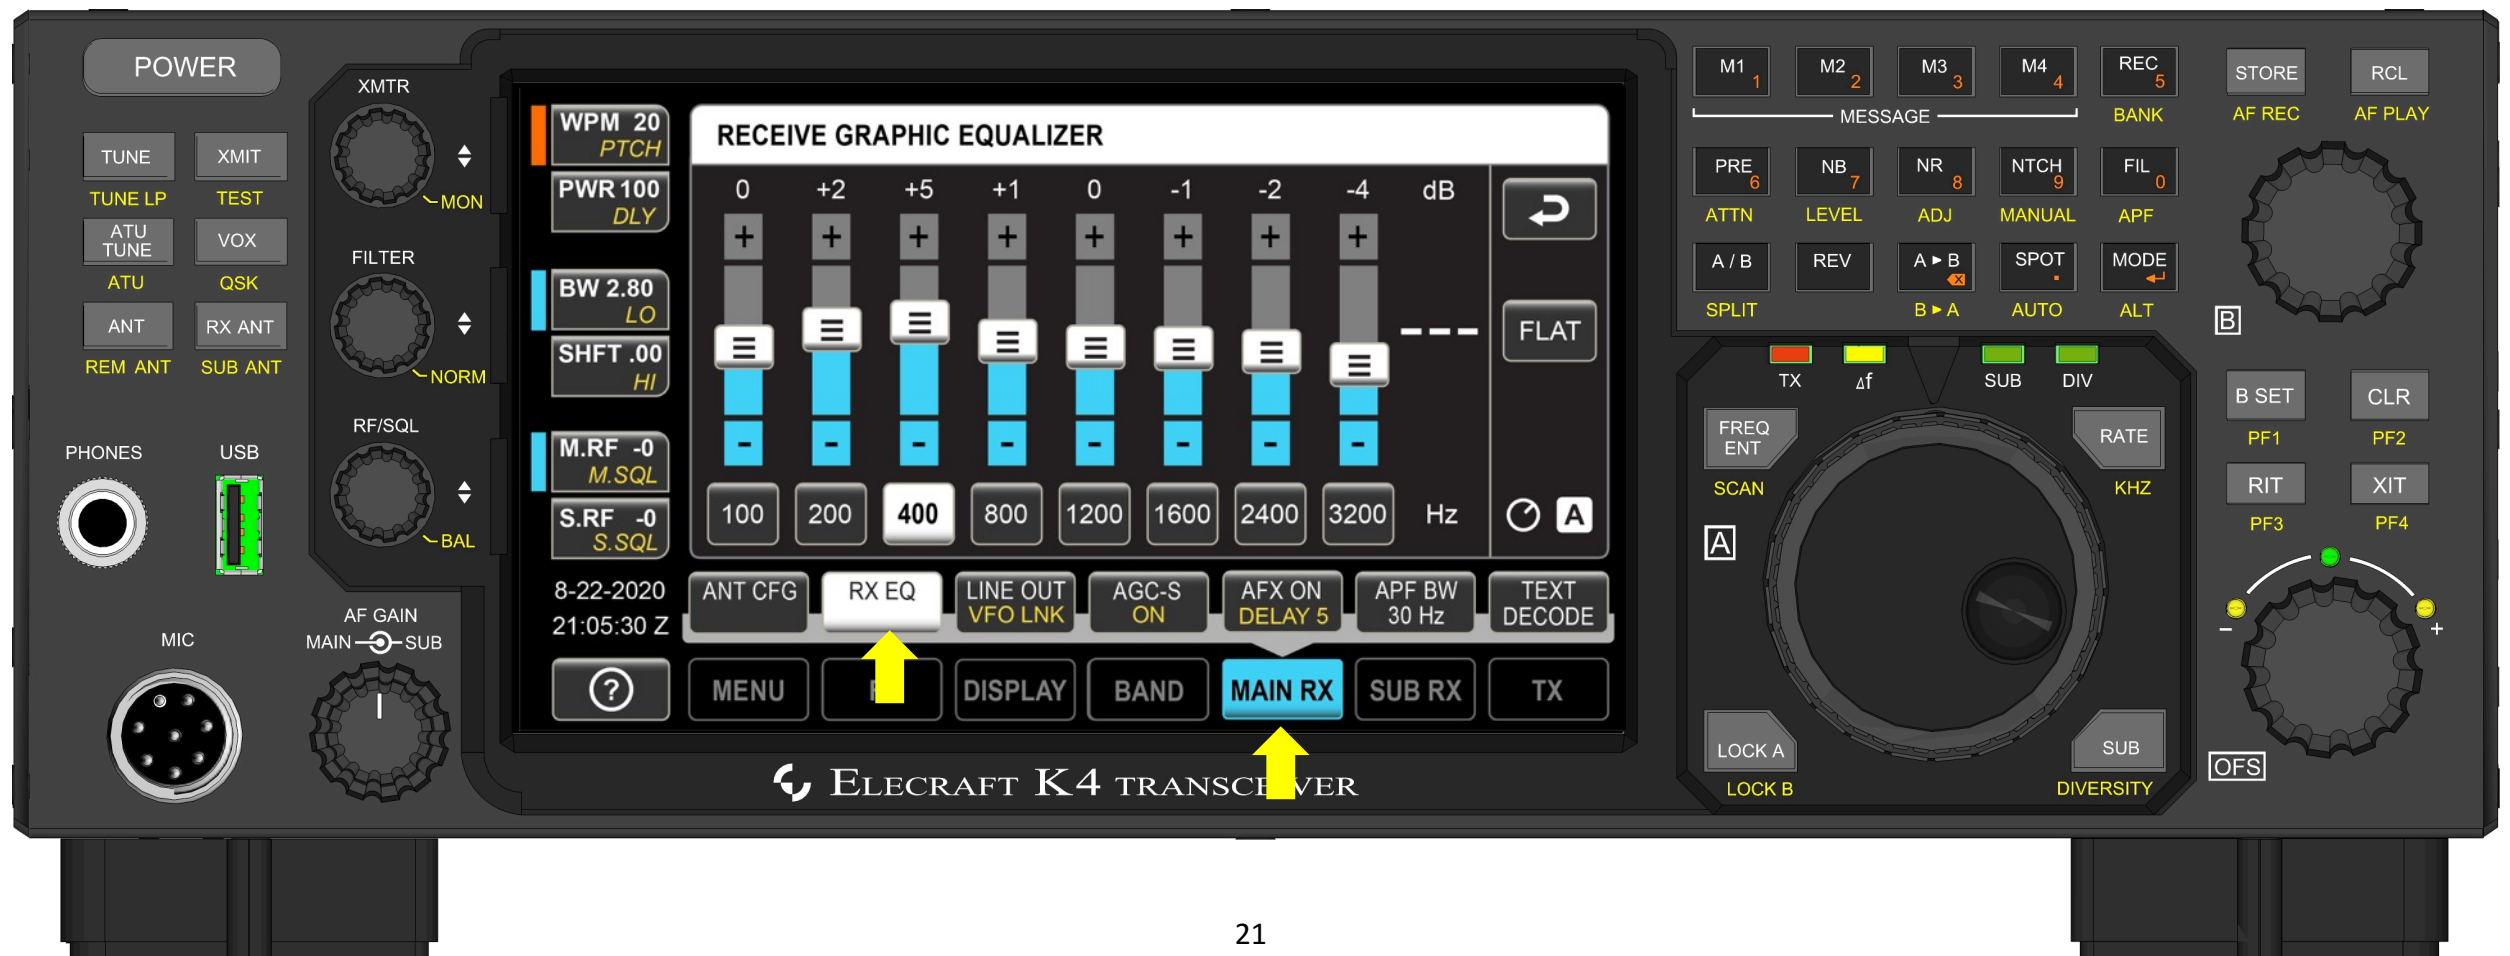 POWER
TUNE
XMIT
TUNE LP
TEST
ATU
TUNE
VOX
ATU
QSK
ANT
RX ANT
REM ANT
SUB ANT
PHONES
USB
MIC
XMTR
MON
FILTER
NORM
RF/SQL
BAL
AF GAIN
MAIN
SUB
WPM 20
PTCH
PWR 100
DLY
BW 2.80
LO
SHFT .00
HI
M.RF -0
M.SQL
S.RF -0
S.SQL
8-22-2020
21:05:30 Z
?
RECEIVE GRAPHIC EQUALIZER
0 +2 +5 +1 0 -1 -2 -4 dB
+ + + + + + + +
---
FLAT
- - - - - - - -
100 200 400 800 1200 1600 2400 3200 Hz
A
ANT CFG
RX EQ
LINE OUT
VFO LNK
AGC-S
ON
AFX ON
DELAY 5
APF BW
30 Hz
TEXT
DECODE
MENU
DISPLAY
BAND
MAIN RX
SUB RX
TX
ELECRAFT K4
M1 1
M2 2
M3 3
M4 4
REC 5
MESSAGE
BANK
PRE 6
NB 7
NR 8
NTCH 9
FIL 0
ATTN
LEVEL
ADJ
MANUAL
APF
A / B
REV
A ► B
SPOT .
MODE
SPLIT
B ► A
AUTO
ALT
TX
Δf
SUB
DIV
FREQ
ENT
SCAN
RATE
KHZ
A
LOCK A
LOCK B
SUB
DIVERSITY
STORE
RCL
AF REC
AF PLAY
B
B SET
CLR
PF1
PF2
RIT
XIT
PF3
PF4
-
+
OFS
21